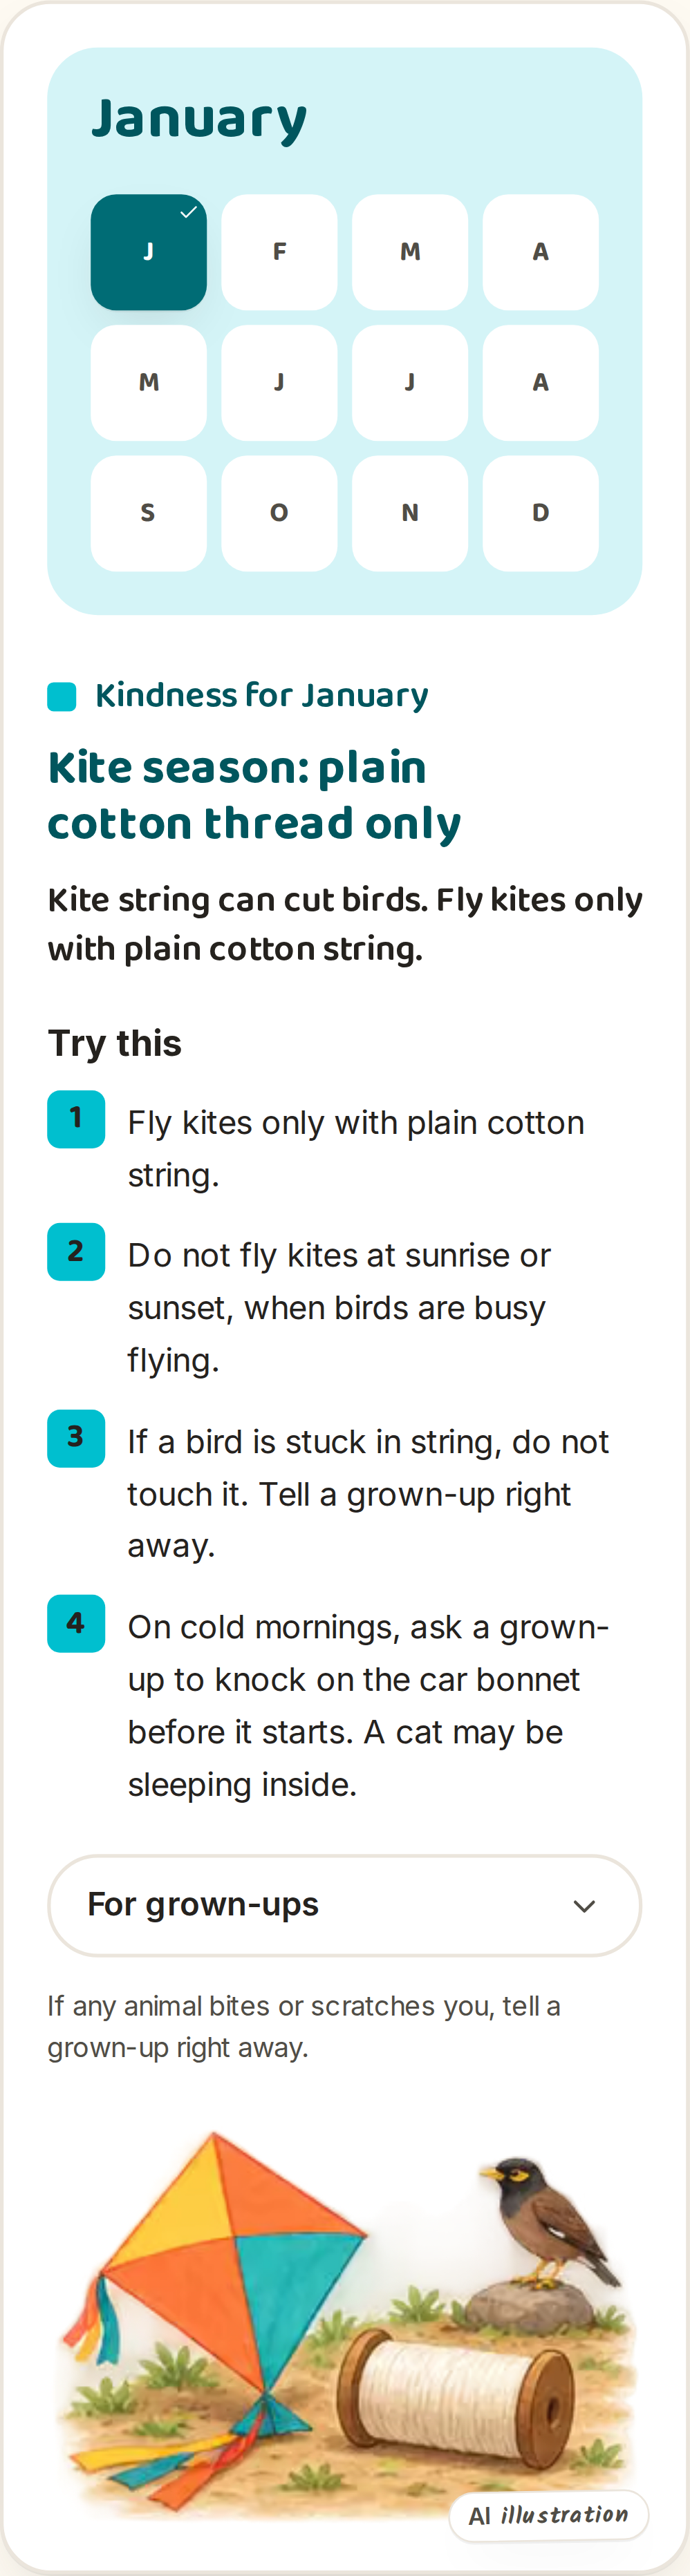 January
J F M A
M J J A
S O N D
Kindness for January
Kite season: plain
cotton thread only
Kite string can cut birds. Fly kites only
with plain cotton string.
Try this
1 Fly kites only with plain cotton
string.
2 Do not fly kites at sunrise or
sunset, when birds are busy
flying.
3 If a bird is stuck in string, do not
touch it. Tell a grown-up right
away.
4 On cold mornings, ask a grown-
up to knock on the car bonnet
before it starts. A cat may be
sleeping inside.
For grown-ups
If any animal bites or scratches you, tell a
grown-up right away.
AI illustration